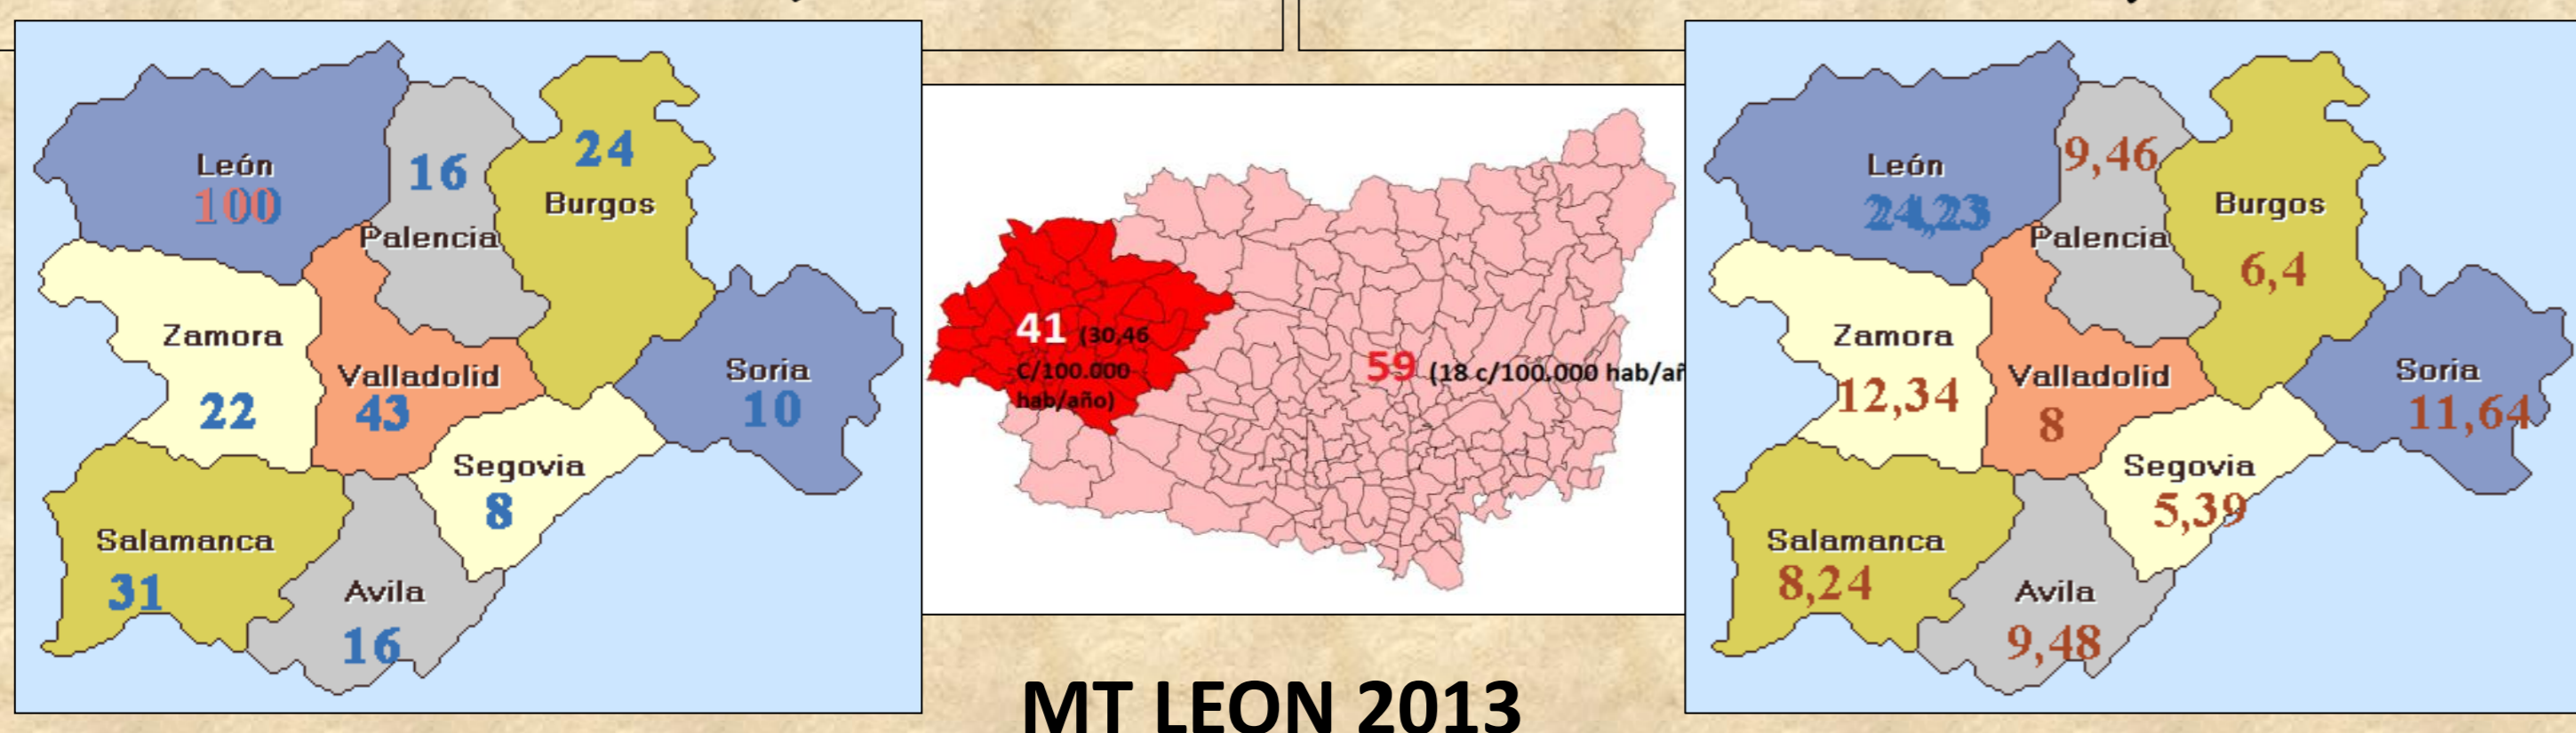 León
100
16
Palencia
24
Burgos
Zamora
22
Valladolid
43
Soria
10
Segovia
8
Salamanca
31
Avila
16
41 (30,46
C/100.000
hab/año)
59 (18 c/100.000 hab/añ
MT LEON 2013
León
24,23
9,46
Palencia
Burgos
6,4
Zamora
12,34
Valladolid
8
Soria
11,64
Segovia
5,39
Salamanca
8,24
Avila
9,48